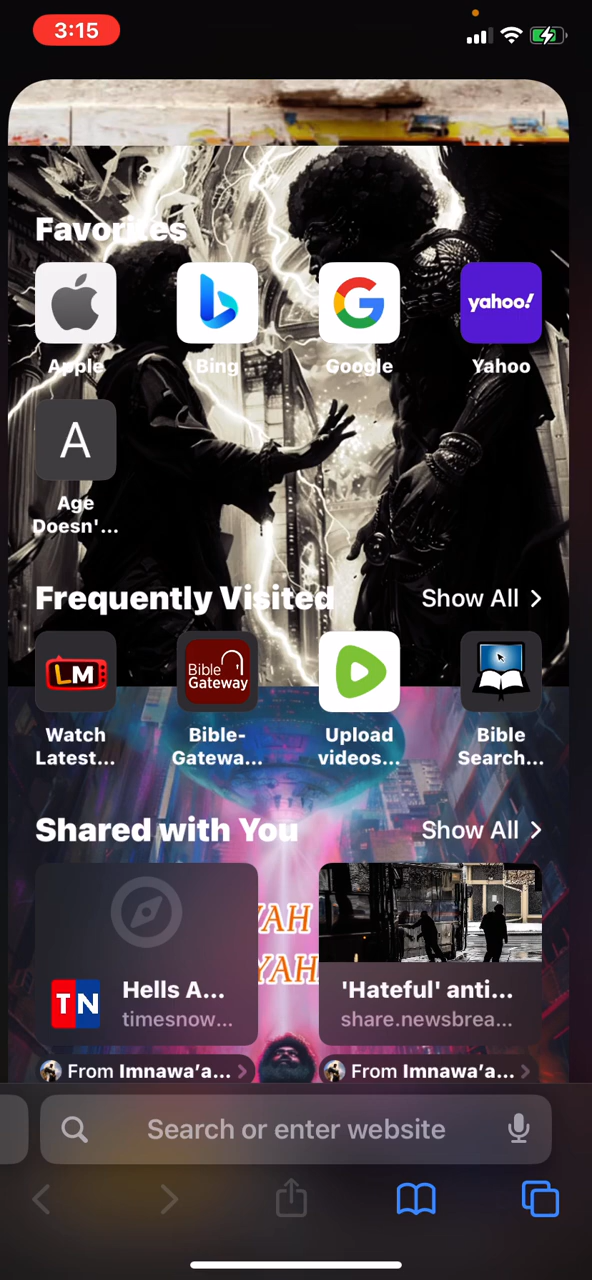 3:15
Favorites
yahoo!
Apple
Bing
Google
Yahoo
A
Age
Doesn'...
Frequently Visited
Show All
LM
Bible
Gateway
Watch
Latest...
Bible-
Gatewa...
Upload
videos...
Bible
Search...
Shared with You
Show All
YAH
YAH
TN
Hells A...
timesnow...
'Hateful' anti...
share.newsbrea...
From Imnawa'a...
From Imnawa'a...
Search or enter website